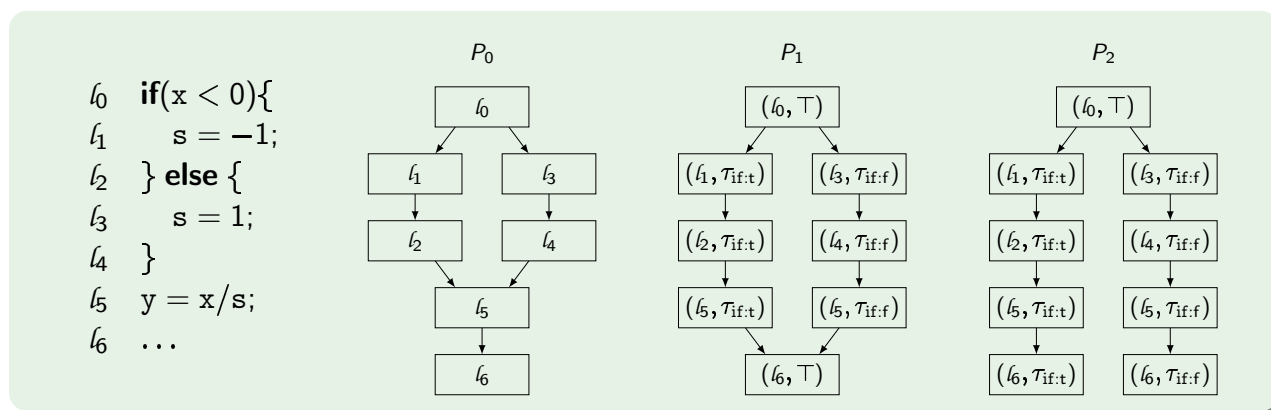 P₀ P₁ P₂
l₀ if(x < 0){
l₁ s = −1;
l₂ } else {
l₃ s = 1;
l₄ }
l₅ y = x/s;
l₆ ...
l₀
l₁ l₃
l₂ l₄
l₅
l₆
(l₀, ⊤)
(l₁, τif:t) (l₃, τif:f)
(l₂, τif:t) (l₄, τif:f)
(l₅, τif:t) (l₅, τif:f)
(l₆, ⊤)
(l₀, ⊤)
(l₁, τif:t) (l₃, τif:f)
(l₂, τif:t) (l₄, τif:f)
(l₅, τif:t) (l₅, τif:f)
(l₆, τif:t) (l₆, τif:f)